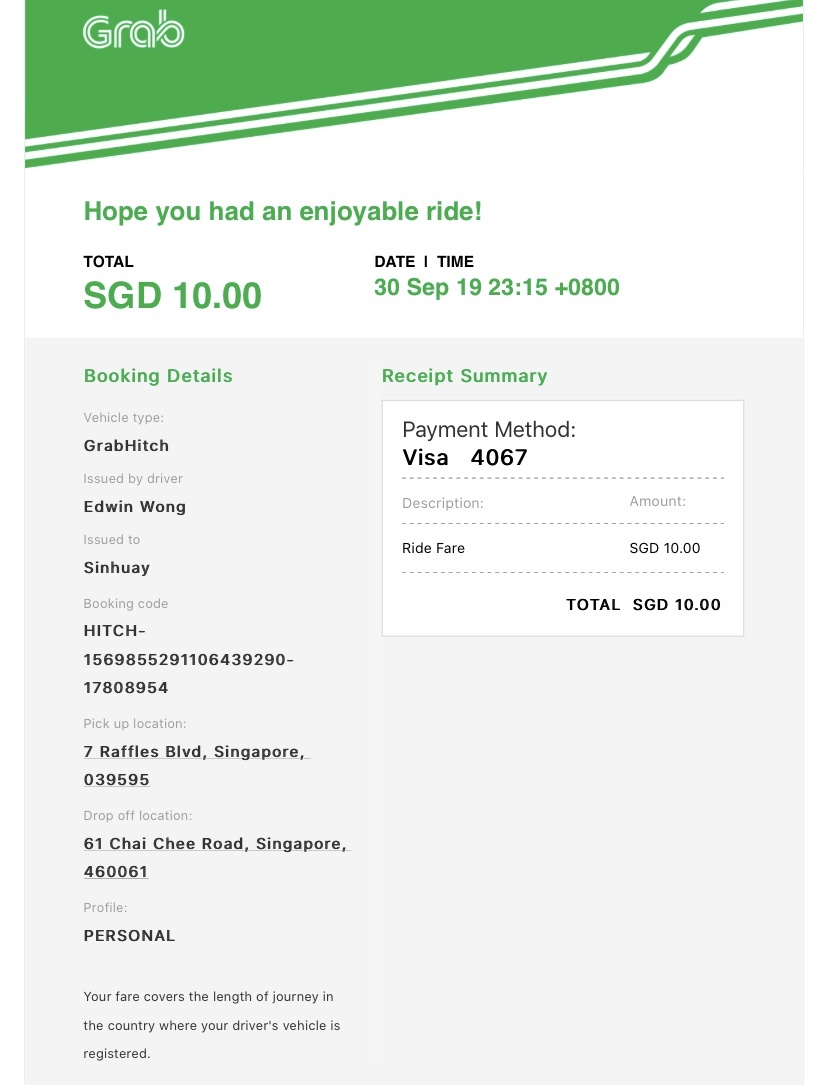 Grab
Hope you had an enjoyable ride!
TOTAL
SGD 10.00
DATE | TIME
30 Sep 19 23:15 +0800
Booking Details
Vehicle type:
GrabHitch
Issued by driver
Edwin Wong
Issued to
Sinhuay
Booking code
HITCH-
1569855291106439290-
17808954
Pick up location:
7 Raffles Blvd, Singapore,
039595
Drop off location:
61 Chai Chee Road, Singapore,
460061
Profile:
PERSONAL
Your fare covers the length of journey in
the country where your driver's vehicle is
registered.
Receipt Summary
Payment Method:
Visa 4067
Description: Amount:
Ride Fare SGD 10.00
TOTAL SGD 10.00